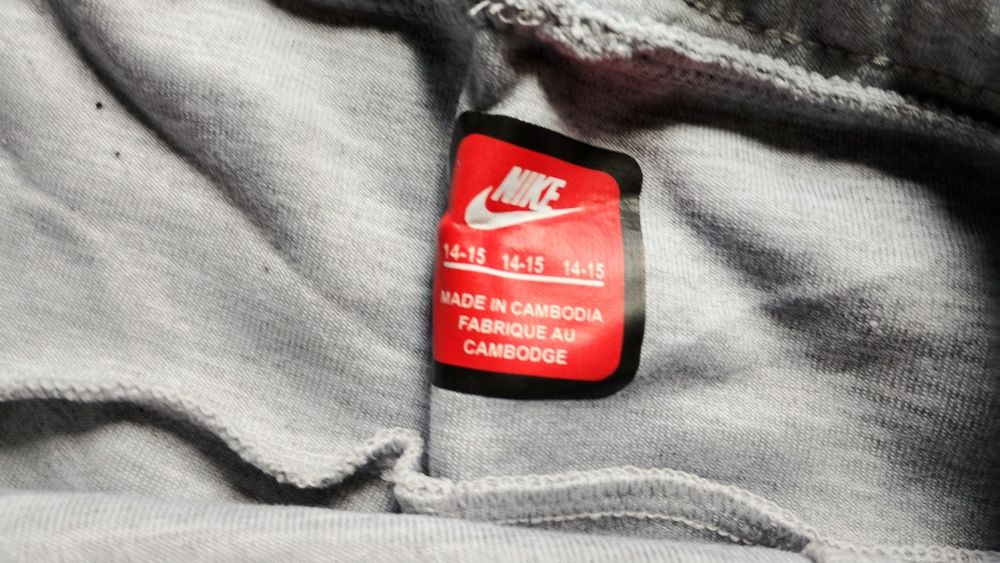 NIKE
14-15 14-15 14-15
MADE IN CAMBODIA
FABRIQUE AU
CAMBODGE